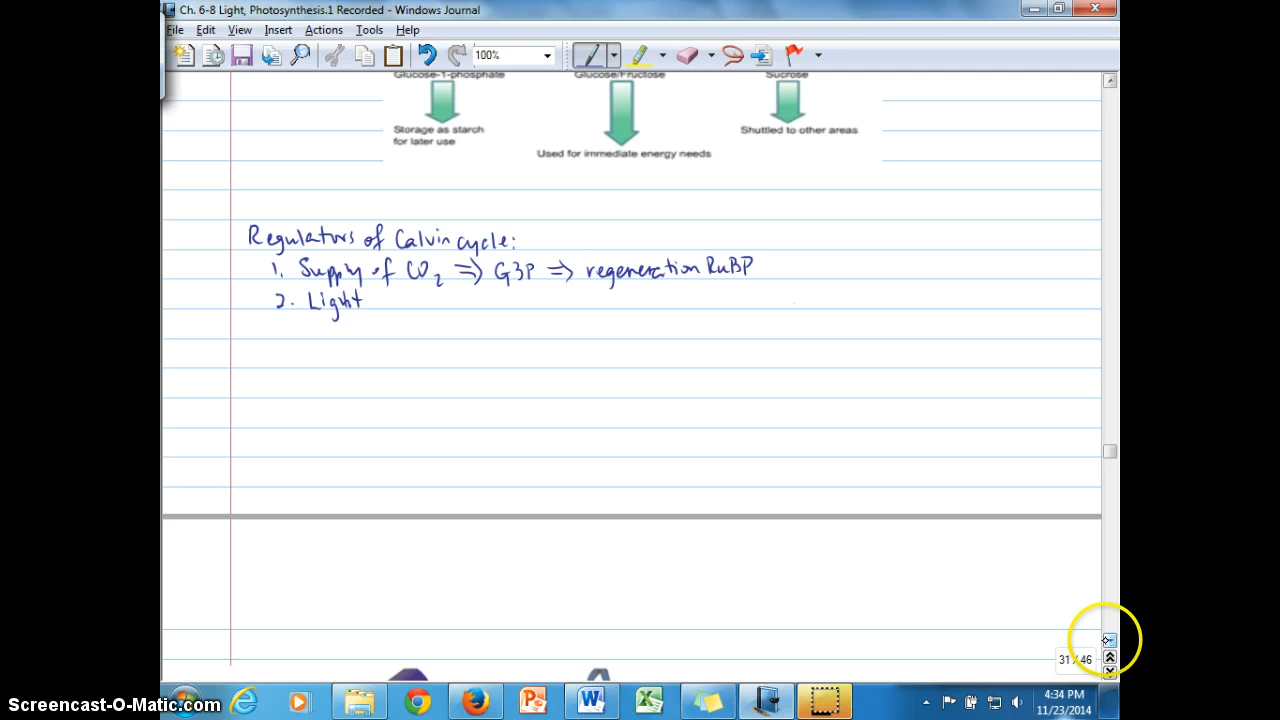 Ch. 6-8 Light, Photosynthesis.1 Recorded - Windows Journal
File Edit View Insert Actions Tools Help
100%
Glucose-1-phosphate Glucose/Fructose Sucrose
Storage as starch
for later use
Shuttled to other areas
Used for immediate energy needs
Regulators of Calvin cycle:
1. Supply of CO2 ⇒ G3P ⇒ regeneration RuBP
2. Light
31 / 46
4:34 PM
11/23/2014
Screencast-O-Matic.com